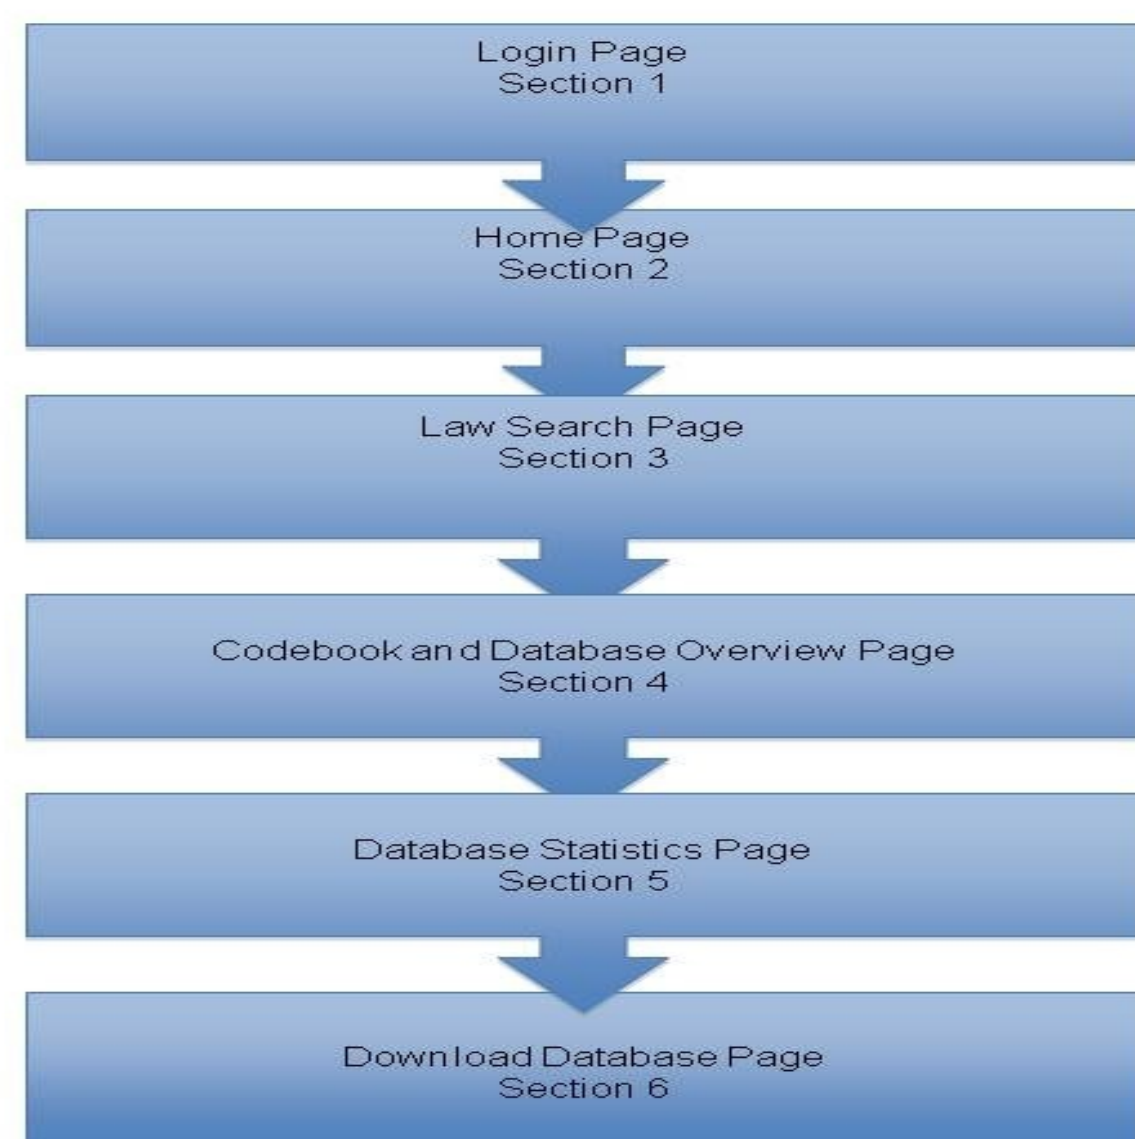 Login Page
Section 1
Home Page
Section 2
Law Search Page
Section 3
Codebook and Database Overview Page
Section 4
Database Statistics Page
Section 5
Download Database Page
Section 6